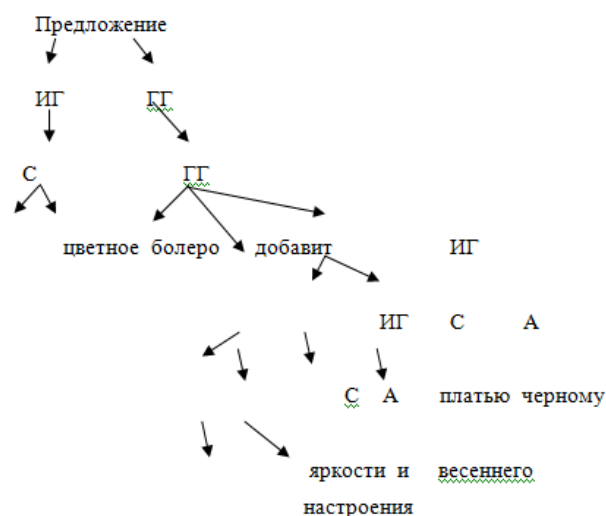 Предложение
ИГ ГГ
С ГГ
цветное болеро добавит ИГ
ИГ С А
С А платью черному
яркости и весеннего
настроения